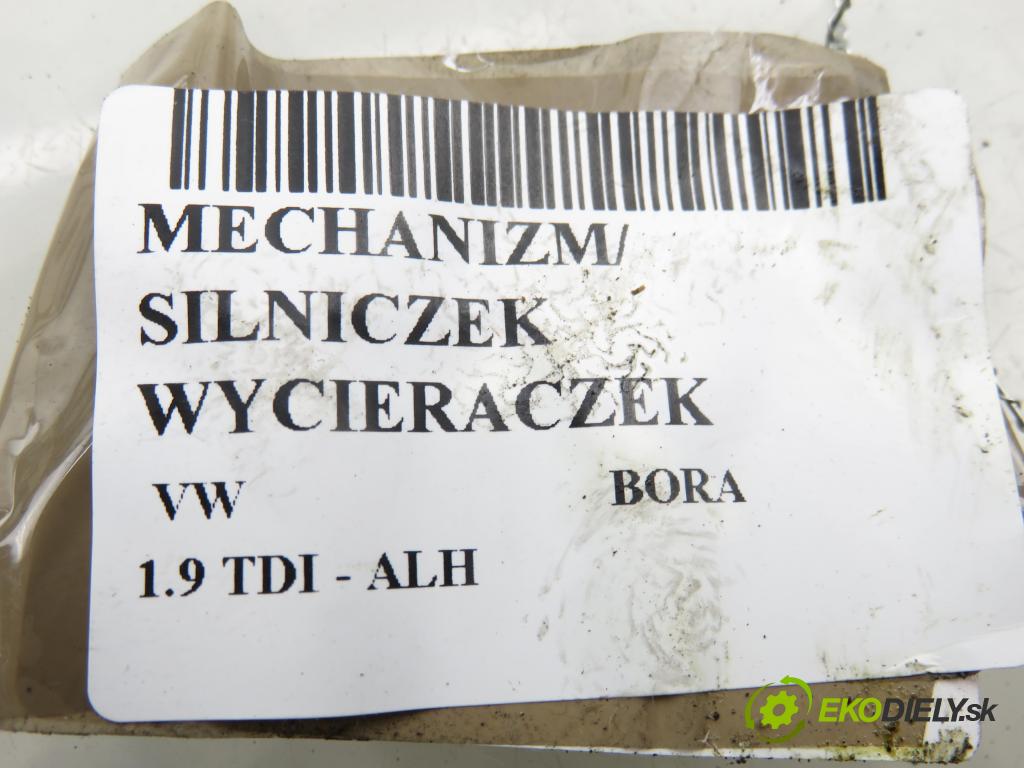 MECHANIZM/
SILNICZEK
WYCIERACZEK
VW BORA
1.9 TDI - ALH
EKODIELY.sk